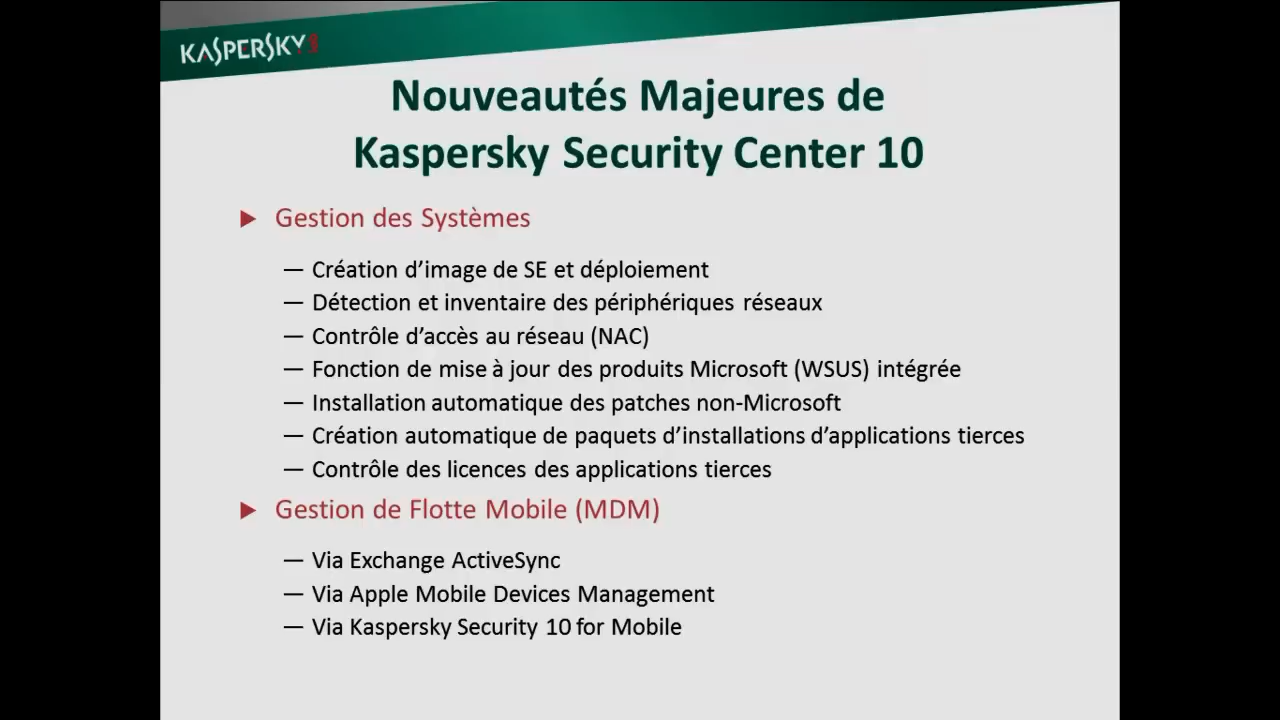 KASPERSKY
Nouveautés Majeures de
Kaspersky Security Center 10
Gestion des Systèmes
— Création d’image de SE et déploiement
— Détection et inventaire des périphériques réseaux
— Contrôle d’accès au réseau (NAC)
— Fonction de mise à jour des produits Microsoft (WSUS) intégrée
— Installation automatique des patches non-Microsoft
— Création automatique de paquets d’installations d’applications tierces
— Contrôle des licences des applications tierces
Gestion de Flotte Mobile (MDM)
— Via Exchange ActiveSync
— Via Apple Mobile Devices Management
— Via Kaspersky Security 10 for Mobile